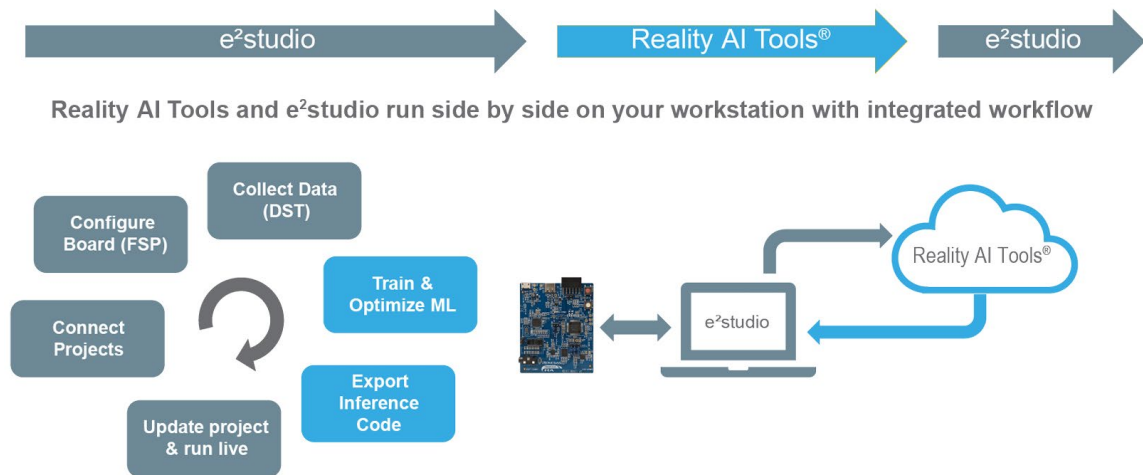 e²studio
Reality AI Tools®
e²studio
Reality AI Tools and e²studio run side by side on your workstation with integrated workflow
Collect Data
(DST)
Configure
Board (FSP)
Train &
Optimize ML
Connect
Projects
Export
Inference
Code
Update project
& run live
e²studio
Reality AI Tools®